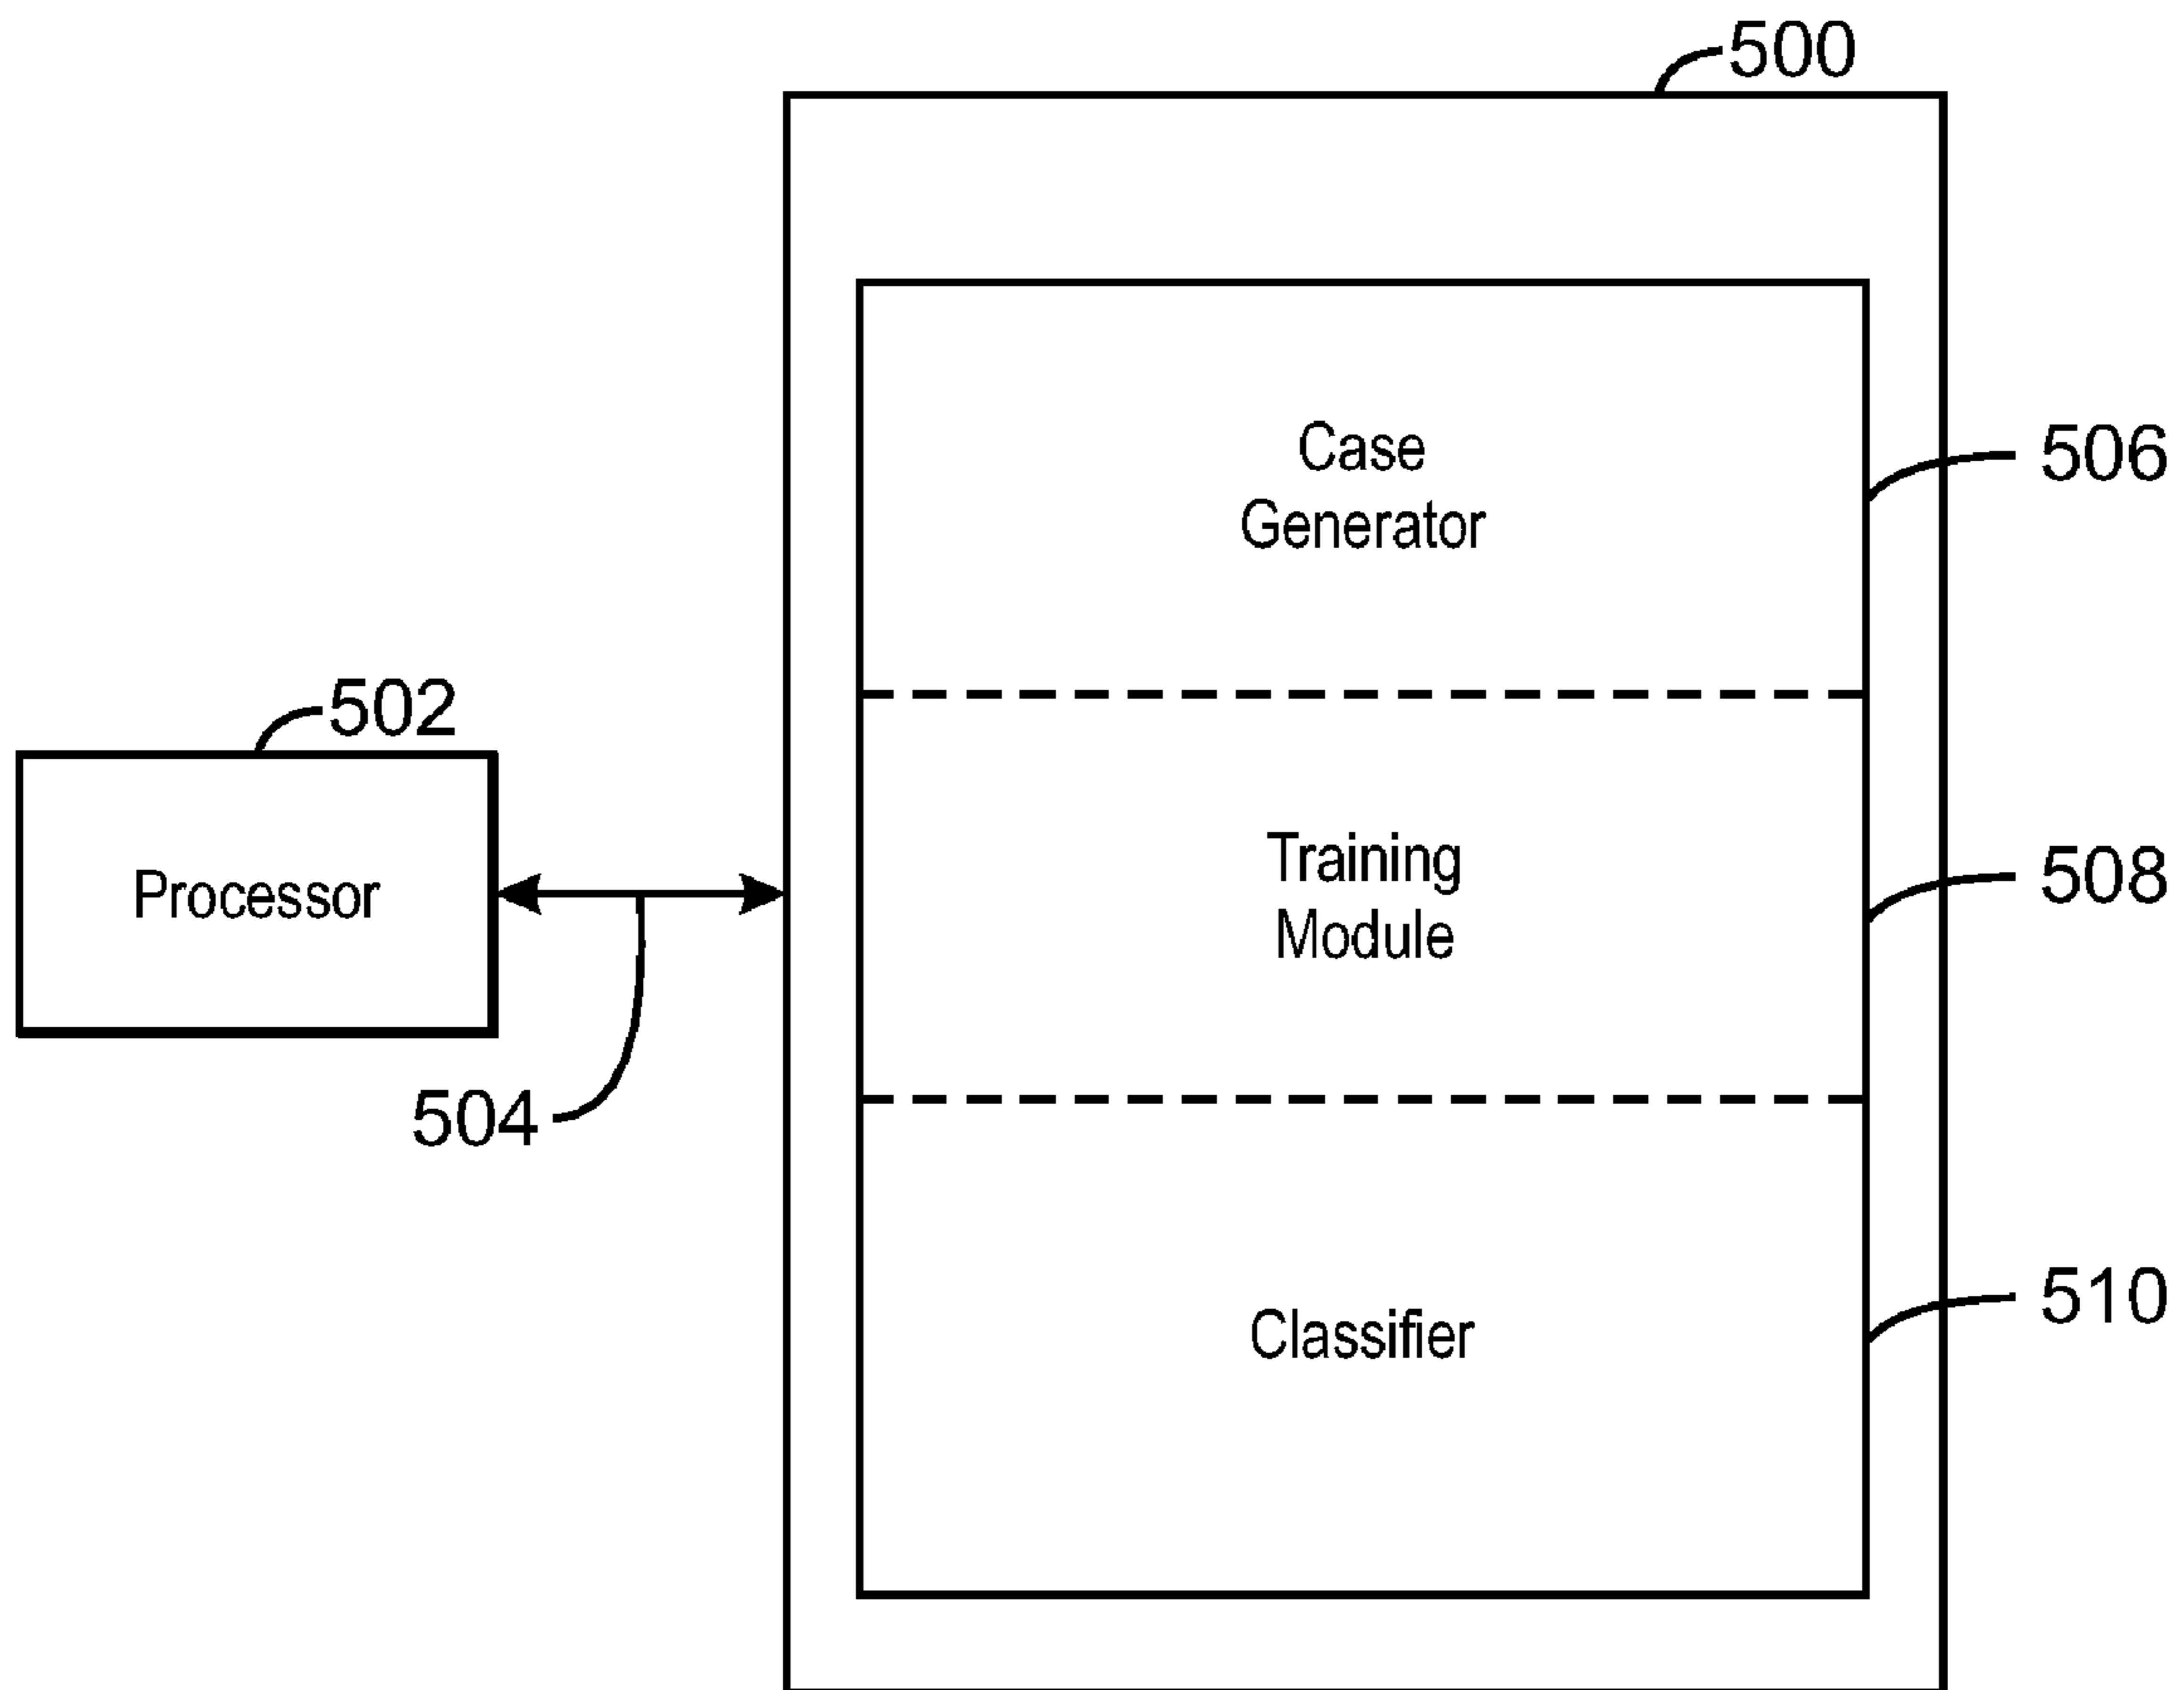 500
Case
Generator
506
502
Processor
Training
Module
508
504
Classifier
510